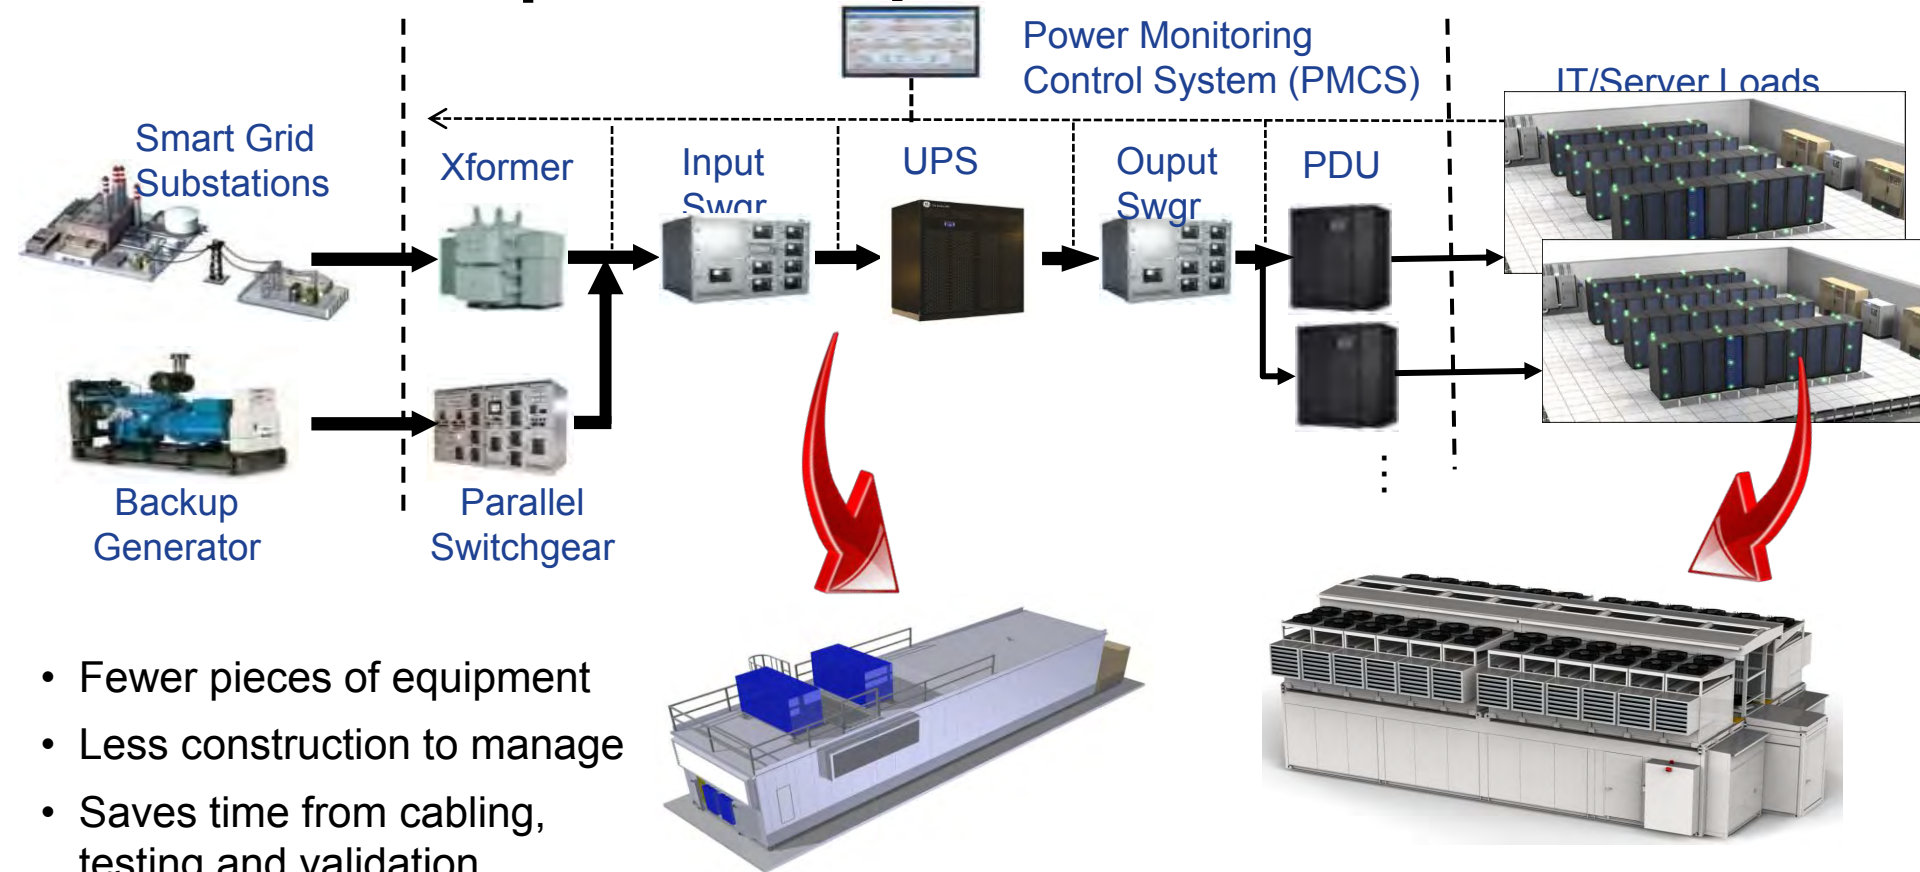 Power Monitoring
Control System (PMCS)
IT/Server Loads
Smart Grid
Substations
Xformer
Input
Swgr
UPS
Ouput
Swgr
PDU
Backup
Generator
Parallel
Switchgear
• Fewer pieces of equipment
• Less construction to manage
• Saves time from cabling,
testing and validation